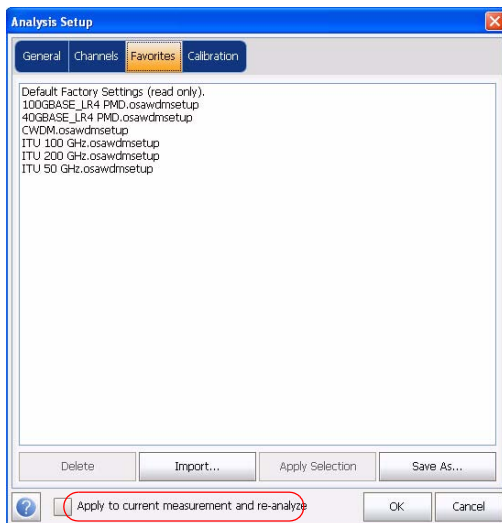 Analysis Setup
General Channels Favorites Calibration
Default Factory Settings (read only).
100GBASE_LR4 PMD.osawdmsetup
40GBASE_LR4 PMD.osawdmsetup
CWDM.osawdmsetup
ITU 100 GHz.osawdmsetup
ITU 200 GHz.osawdmsetup
ITU 50 GHz.osawdmsetup
Delete Import... Apply Selection Save As...
? Apply to current measurement and re-analyze OK Cancel